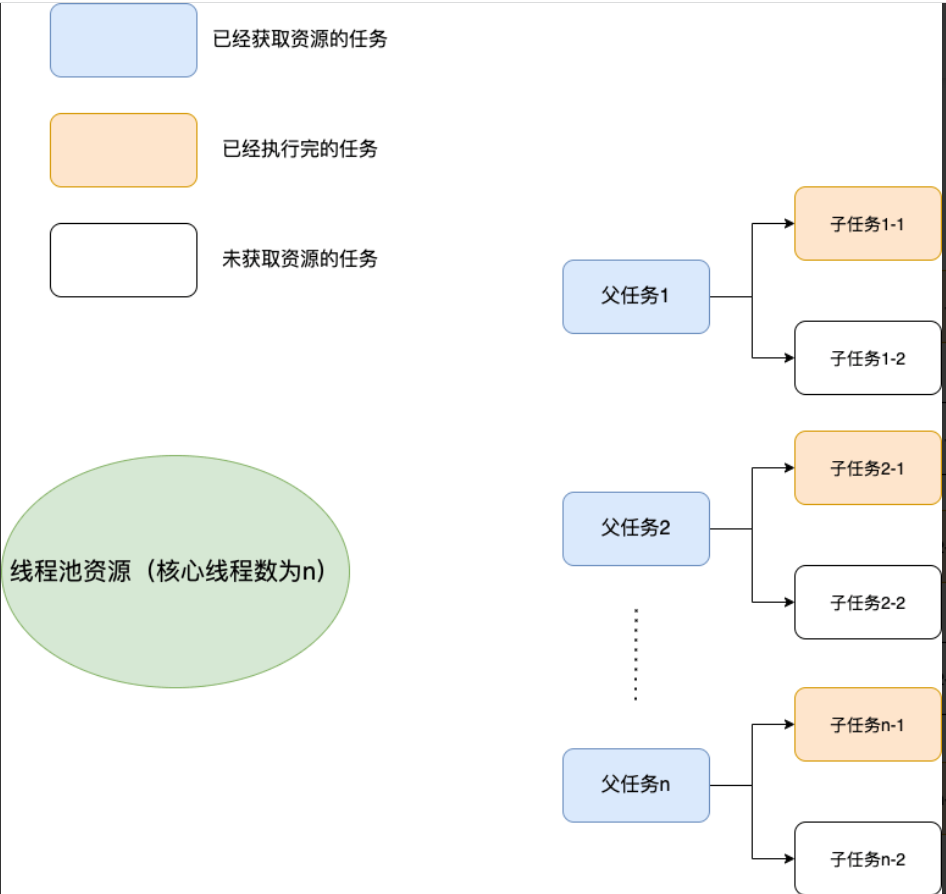 已经获取资源的任务
已经执行完的任务
未获取资源的任务
线程池资源（核心线程数为n）
父任务1
子任务1-1
子任务1-2
父任务2
子任务2-1
子任务2-2
父任务n
子任务n-1
子任务n-2